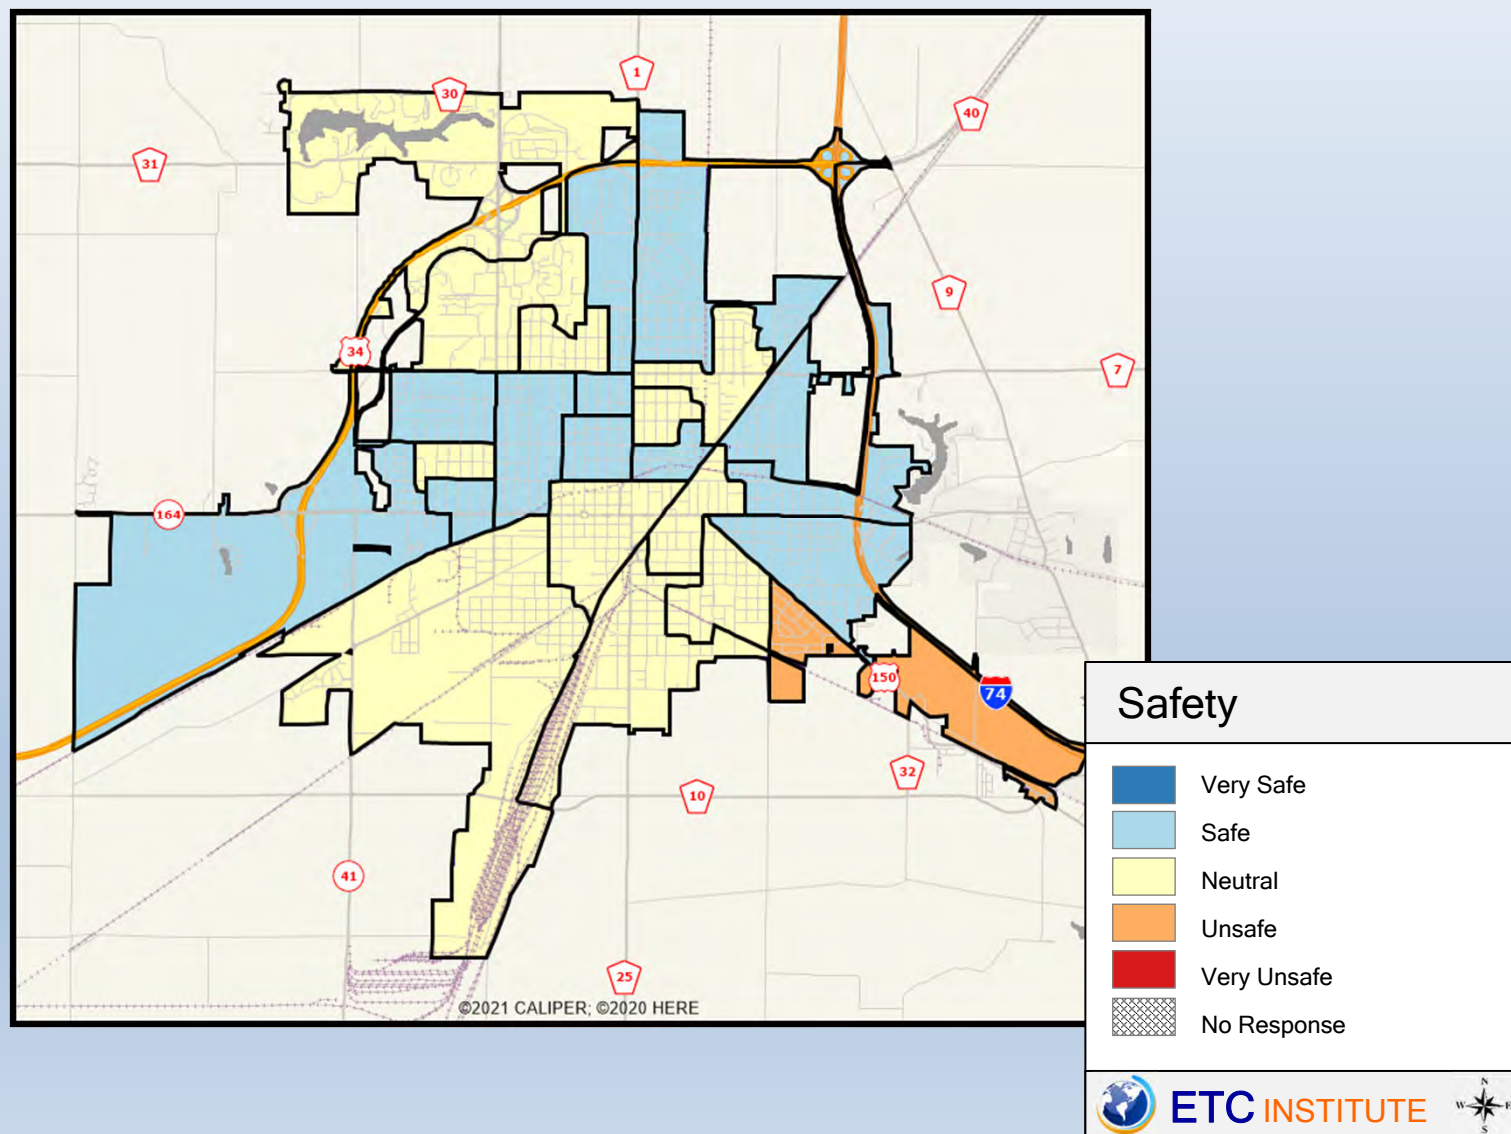 1
30
40
31
9
34
7
164
150
74
32
10
41
25
©2021 CALIPER; ©2020 HERE
Safety
Very Safe
Safe
Neutral
Unsafe
Very Unsafe
No Response
ETC INSTITUTE
N
W E
S